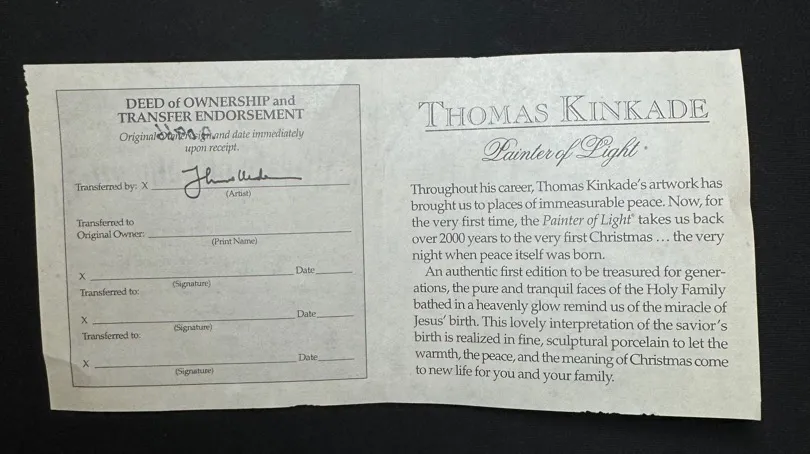 DEED of OWNERSHIP and
TRANSFER ENDORSEMENT
Original Owner: sign and date immediately
upon receipt.
Transferred by: X
(Artist)
Transferred to
Original Owner:
(Print Name)
X Date
(Signature)
Transferred to:
X Date
(Signature)
Transferred to:
X Date
(Signature)
THOMAS KINKADE
Painter of Light
Throughout his career, Thomas Kinkade's artwork has
brought us to places of immeasurable peace. Now, for
the very first time, the Painter of Light® takes us back
over 2000 years to the very first Christmas … the very
night when peace itself was born.
An authentic first edition to be treasured for gener-
ations, the pure and tranquil faces of the Holy Family
bathed in a heavenly glow remind us of the miracle of
Jesus' birth. This lovely interpretation of the savior's
birth is realized in fine, sculptural porcelain to let the
warmth, the peace, and the meaning of Christmas come
to new life for you and your family.